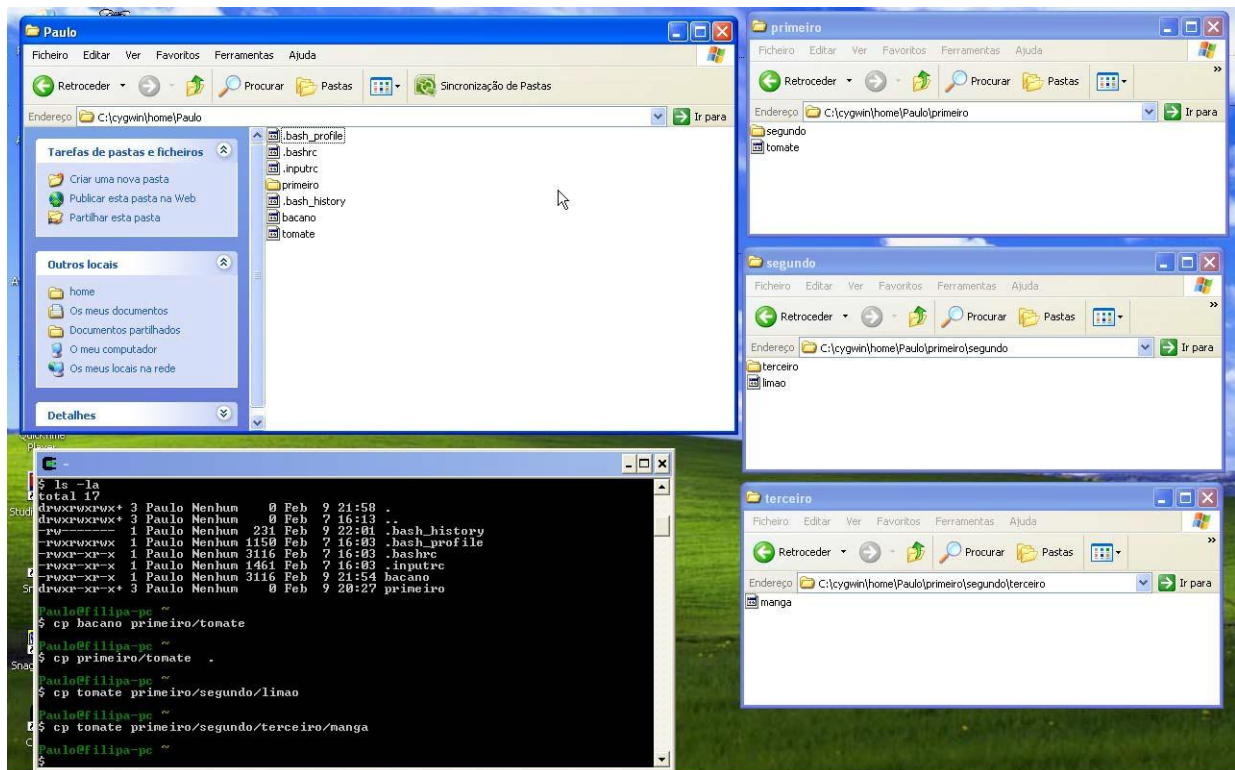 Paulo
Ficheiro Editar Ver Favoritos Ferramentas Ajuda
Retroceder Procurar Pastas Sincronização de Pastas
Endereço C:\cygwin\home\Paulo Ir para
Tarefas de pastas e ficheiros
Criar uma nova pasta
Publicar esta pasta na Web
Partilhar esta pasta
Outros locais
home
Os meus documentos
Documentos partilhados
O meu computador
Os meus locais na rede
Detalhes
.bash_profile
.bashrc
.inputrc
primeiro
.bash_history
bacano
tomate
primeiro
Ficheiro Editar Ver Favoritos Ferramentas Ajuda
Retroceder Procurar Pastas »
Endereço C:\cygwin\home\Paulo\primeiro Ir para
segundo
tomate
segundo
Ficheiro Editar Ver Favoritos Ferramentas Ajuda
Retroceder Procurar Pastas »
Endereço C:\cygwin\home\Paulo\primeiro\segundo Ir para
terceiro
limao
terceiro
Ficheiro Editar Ver Favoritos Ferramentas Ajuda
Retroceder Procurar Pastas »
Endereço C:\cygwin\home\Paulo\primeiro\segundo\terceiro Ir para
manga
~
$ ls -la
total 17
drwxrwxrwx+ 3 Paulo Nenhum 0 Feb 9 21:58 .
drwxrwxrwx+ 3 Paulo Nenhum 0 Feb 7 16:13 ..
-rw------- 1 Paulo Nenhum 231 Feb 9 22:01 .bash_history
-rwxrwxrwx 1 Paulo Nenhum 1150 Feb 7 16:03 .bash_profile
-rwxr-xr-x 1 Paulo Nenhum 3116 Feb 7 16:03 .bashrc
-rwxr-xr-x 1 Paulo Nenhum 1461 Feb 7 16:03 .inputrc
-rwxr-xr-x 1 Paulo Nenhum 3116 Feb 9 21:54 bacano
drwxr-xr-x+ 3 Paulo Nenhum 0 Feb 9 20:27 primeiro
Paulo@filipa-pc ~
$ cp bacano primeiro/tomate
Paulo@filipa-pc ~
$ cp primeiro/tomate .
Paulo@filipa-pc ~
$ cp tomate primeiro/segundo/limao
Paulo@filipa-pc ~
$ cp tomate primeiro/segundo/terceiro/manga
Paulo@filipa-pc ~
$